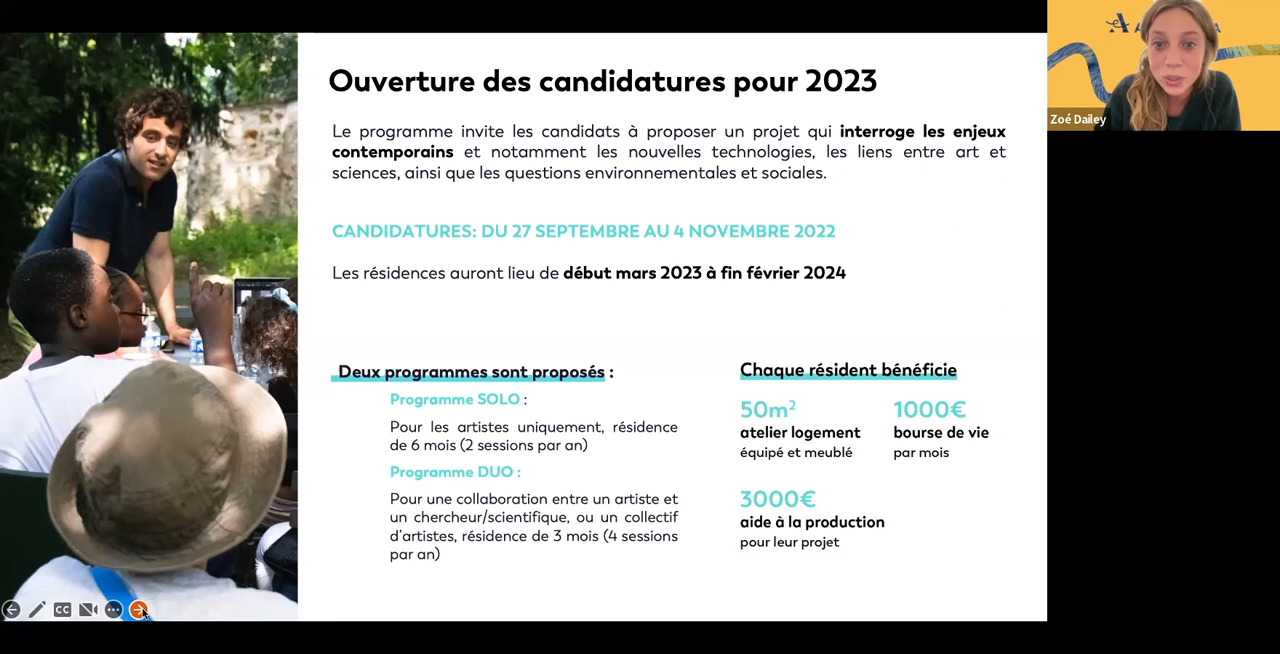 Ouverture des candidatures pour 2023
Le programme invite les candidats à proposer un projet qui interroge les enjeux
contemporains et notamment les nouvelles technologies, les liens entre art et
sciences, ainsi que les questions environnementales et sociales.
CANDIDATURES: DU 27 SEPTEMBRE AU 4 NOVEMBRE 2022
Les résidences auront lieu de début mars 2023 à fin février 2024
Deux programmes sont proposés :
Programme SOLO :
Pour les artistes uniquement, résidence
de 6 mois (2 sessions par an)
Programme DUO :
Pour une collaboration entre un artiste et
un chercheur/scientifique, ou un collectif
d'artistes, résidence de 3 mois (4 sessions
par an)
Chaque résident bénéficie
50m²
atelier logement
équipé et meublé
1000€
bourse de vie
par mois
3000€
aide à la production
pour leur projet
CC
Zoé Dailey